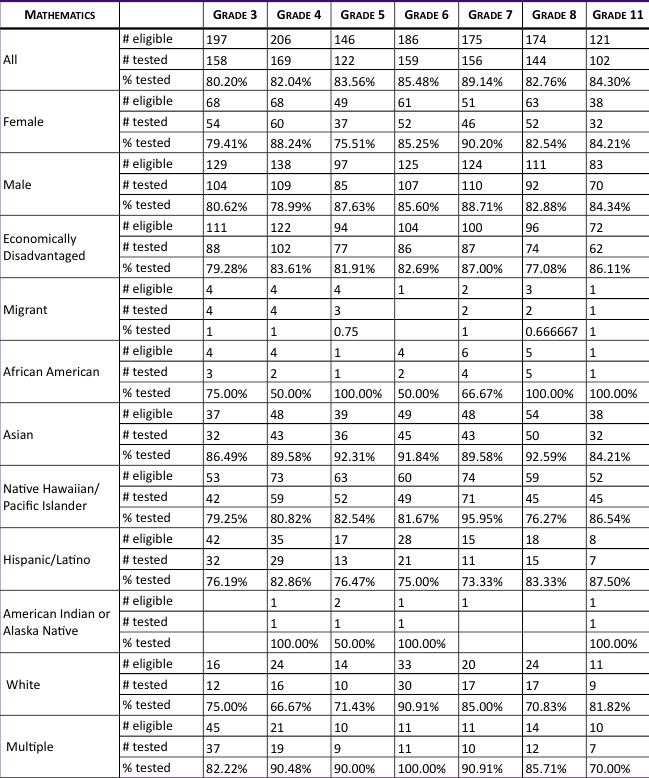 MATHEMATICS GRADE 3 GRADE 4 GRADE 5 GRADE 6 GRADE 7 GRADE 8 GRADE 11
All
# eligible 197 206 146 186 175 174 121
# tested 158 169 122 159 156 144 102
% tested 80.20% 82.04% 83.56% 85.48% 89.14% 82.76% 84.30%
Female
# eligible 68 68 49 61 51 63 38
# tested 54 60 37 52 46 52 32
% tested 79.41% 88.24% 75.51% 85.25% 90.20% 82.54% 84.21%
Male
# eligible 129 138 97 125 124 111 83
# tested 104 109 85 107 110 92 70
% tested 80.62% 78.99% 87.63% 85.60% 88.71% 82.88% 84.34%
Economically
Disadvantaged
# eligible 111 122 94 104 100 96 72
# tested 88 102 77 86 87 74 62
% tested 79.28% 83.61% 81.91% 82.69% 87.00% 77.08% 86.11%
Migrant
# eligible 4 4 4 1 2 3 1
# tested 4 4 3 2 2 1
% tested 1 1 0.75 1 0.666667 1
African American
# eligible 4 4 1 4 6 5 1
# tested 3 2 1 2 4 5 1
% tested 75.00% 50.00% 100.00% 50.00% 66.67% 100.00% 100.00%
Asian
# eligible 37 48 39 49 48 54 38
# tested 32 43 36 45 43 50 32
% tested 86.49% 89.58% 92.31% 91.84% 89.58% 92.59% 84.21%
Native Hawaiian/
Pacific Islander
# eligible 53 73 63 60 74 59 52
# tested 42 59 52 49 71 45 45
% tested 79.25% 80.82% 82.54% 81.67% 95.95% 76.27% 86.54%
Hispanic/Latino
# eligible 42 35 17 28 15 18 8
# tested 32 29 13 21 11 15 7
% tested 76.19% 82.86% 76.47% 75.00% 73.33% 83.33% 87.50%
American Indian or
Alaska Native
# eligible 1 2 1 1 1
# tested 1 1 1 1
% tested 100.00% 50.00% 100.00% 100.00%
White
# eligible 16 24 14 33 20 24 11
# tested 12 16 10 30 17 17 9
% tested 75.00% 66.67% 71.43% 90.91% 85.00% 70.83% 81.82%
Multiple
# eligible 45 21 10 11 11 14 10
# tested 37 19 9 11 10 12 7
% tested 82.22% 90.48% 90.00% 100.00% 90.91% 85.71% 70.00%